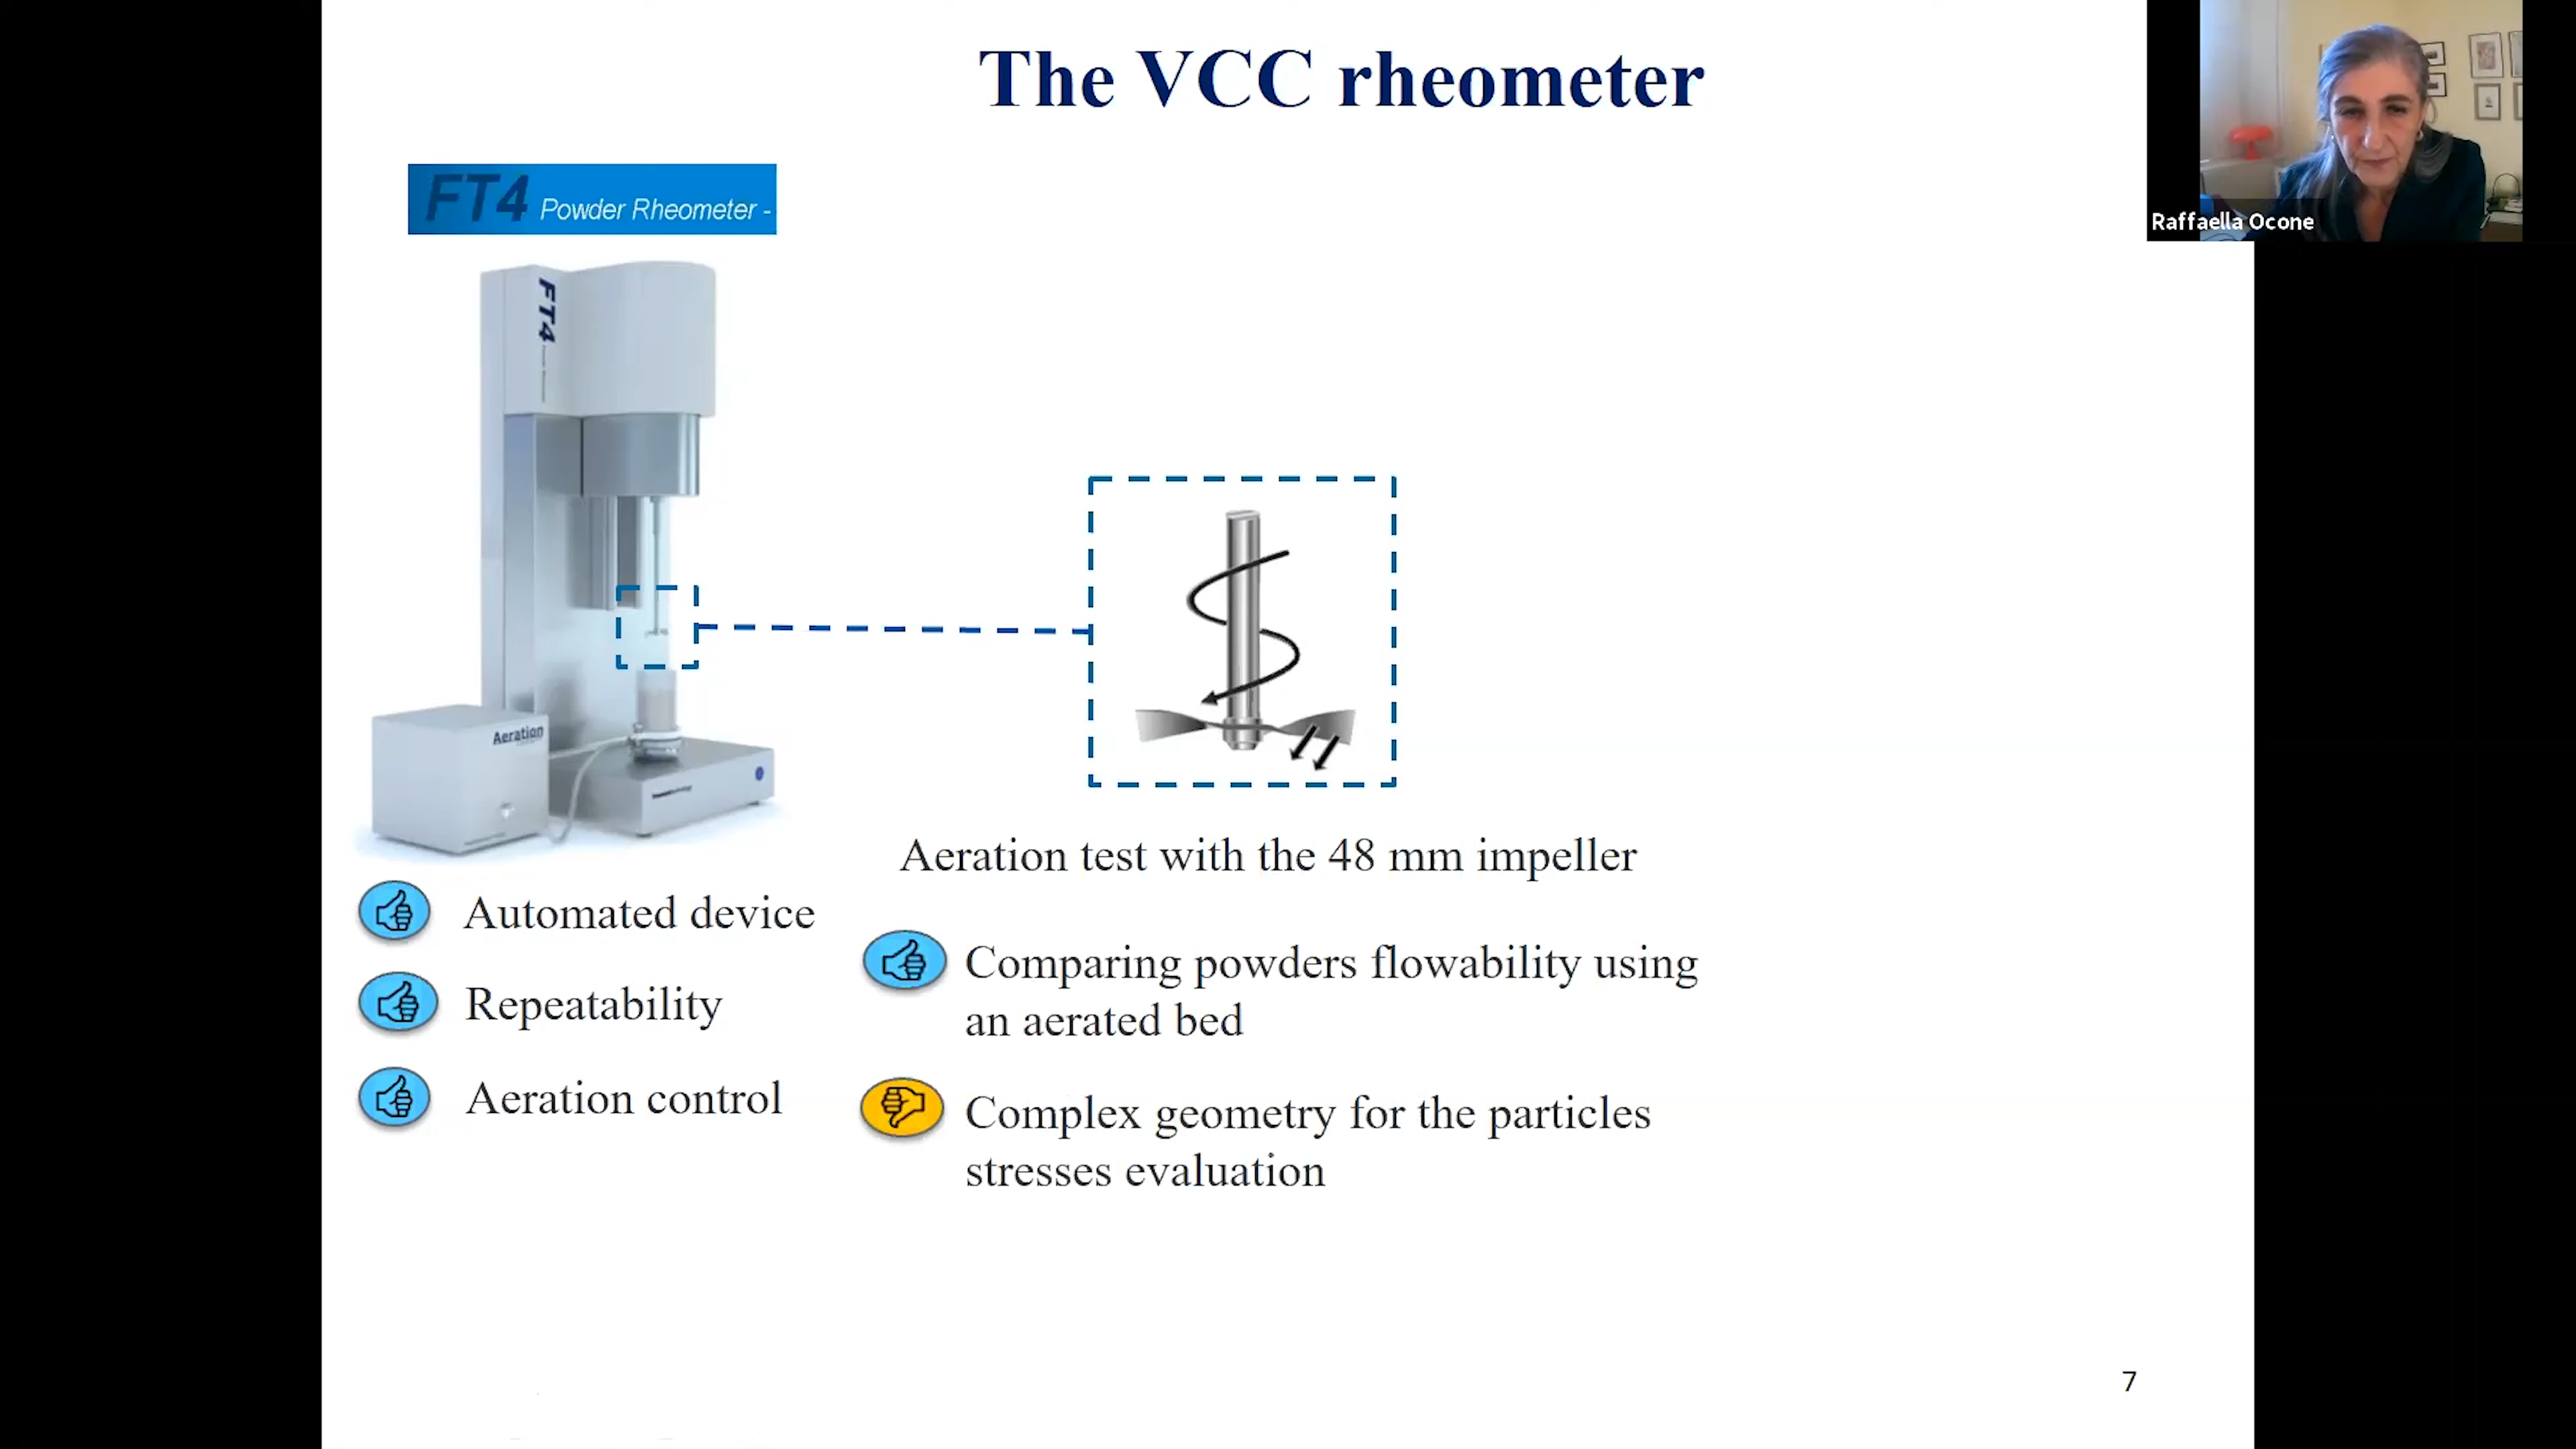 The VCC rheometer
Raffaella Ocone
FT4 Powder Rheometer -
FT4
Aeration
Aeration test with the 48 mm impeller
Automated device
Repeatability
Aeration control
Comparing powders flowability using
an aerated bed
Complex geometry for the particles
stresses evaluation
7